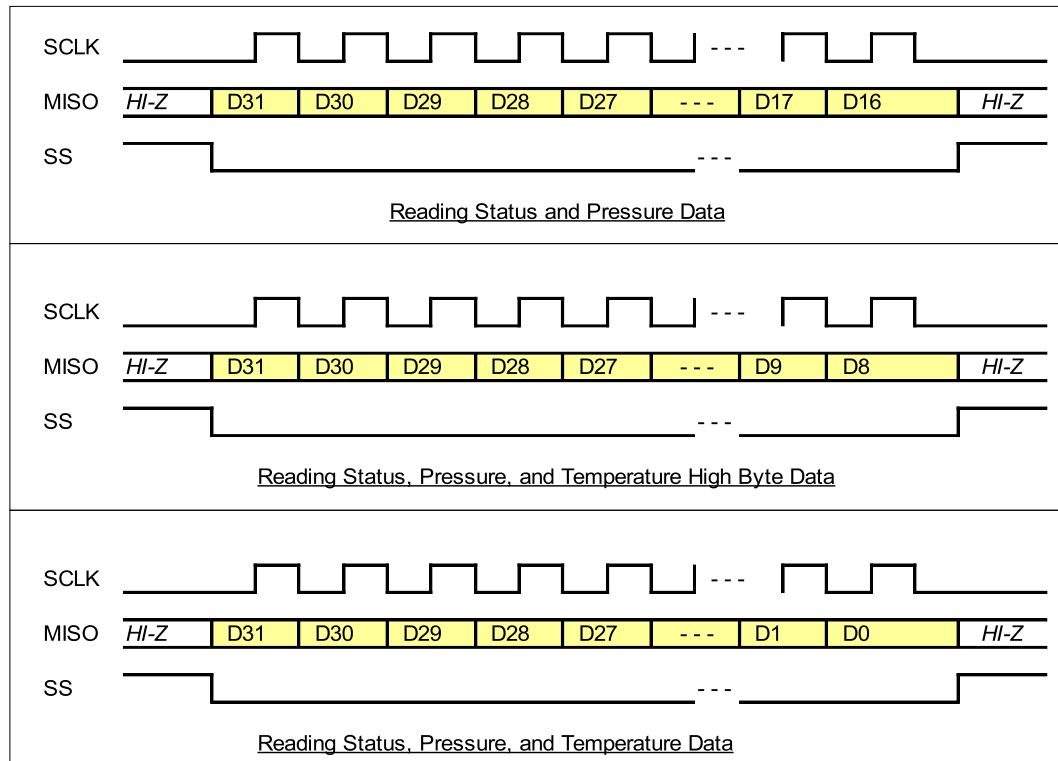 SCLK - - -
MISO HI-Z D31 D30 D29 D28 D27 - - - D17 D16 HI-Z
SS - - -
Reading Status and Pressure Data
SCLK - - -
MISO HI-Z D31 D30 D29 D28 D27 - - - D9 D8 HI-Z
SS - - -
Reading Status, Pressure, and Temperature High Byte Data
SCLK - - -
MISO HI-Z D31 D30 D29 D28 D27 - - - D1 D0 HI-Z
SS - - -
Reading Status, Pressure, and Temperature Data